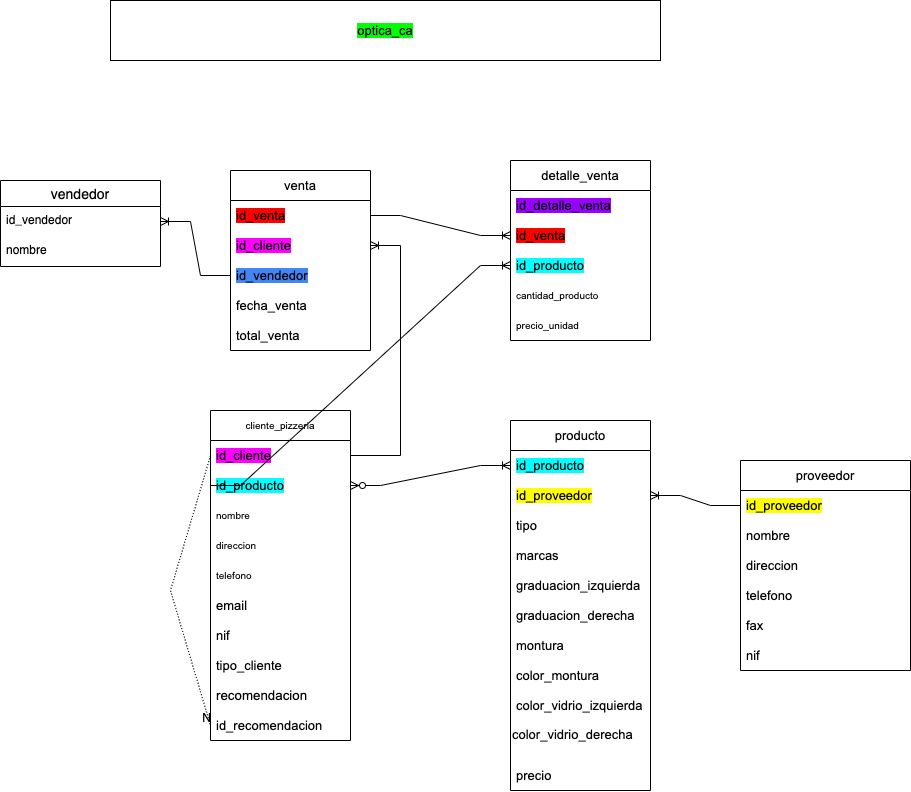 optica_ca
vendedor
id_vendedor
nombre
venta
id_venta
id_cliente
id_vendedor
fecha_venta
total_venta
detalle_venta
id_detalle_venta
id_venta
id_producto
cantidad_producto
precio_unidad
cliente_pizzeria
id_cliente
id_producto
nombre
direccion
telefono
email
nif
tipo_cliente
recomendacion
id_recomendacion
N
producto
id_producto
id_proveedor
tipo
marcas
graduacion_izquierda
graduacion_derecha
montura
color_montura
color_vidrio_izquierda
color_vidrio_derecha
precio
proveedor
id_proveedor
nombre
direccion
telefono
fax
nif